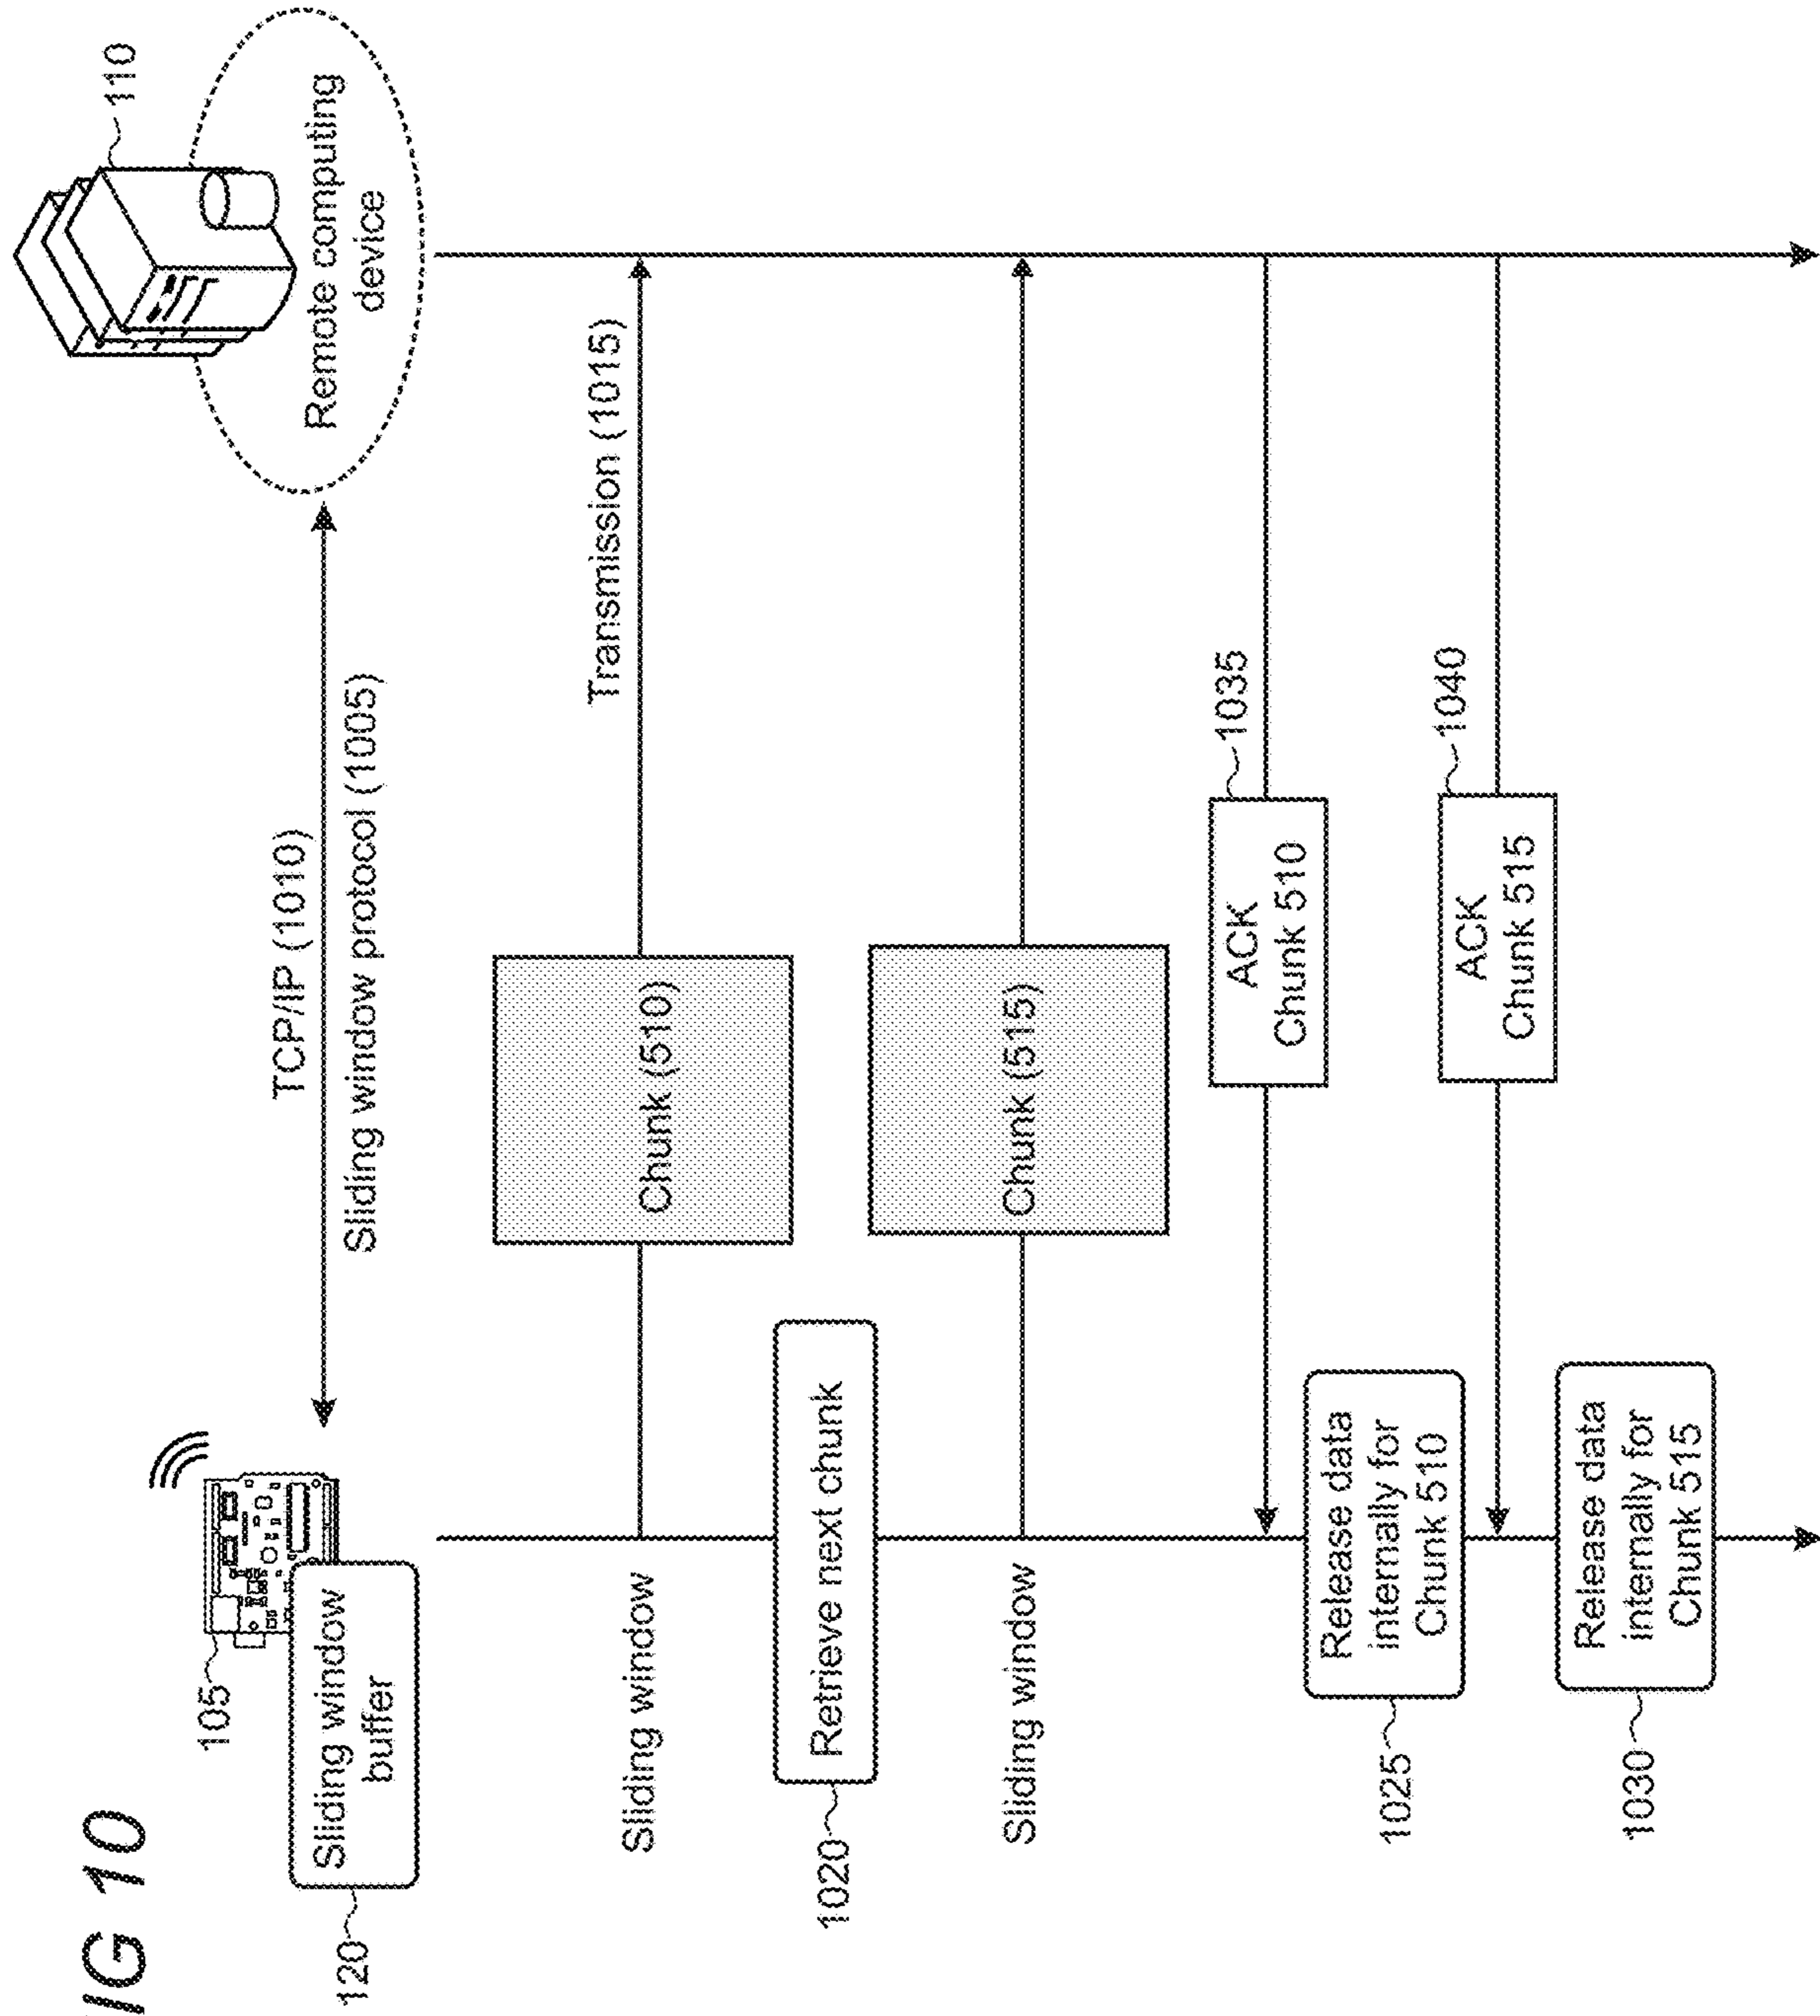 IG 10
105
Sliding window
buffer
120
TCP/IP (1010)
Sliding window protocol (1005)
110
Remote computing
device
Sliding window
Chunk (510)
Transmission (1015)
Retrieve next chunk
1020
Sliding window
Chunk (515)
ACK
Chunk 510
1035
Release data
internally for
Chunk 510
1025
ACK
Chunk 515
1040
Release data
internally for
Chunk 515
1030